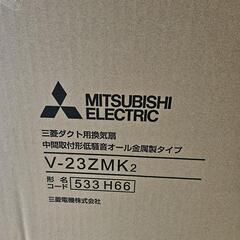 MITSUBISHI
ELECTRIC
三菱ダクト用換気扇
中間取付形低騒音オール金属製タイプ
V-23ZMK2
形名
コード 533H66
三菱電機株式会社